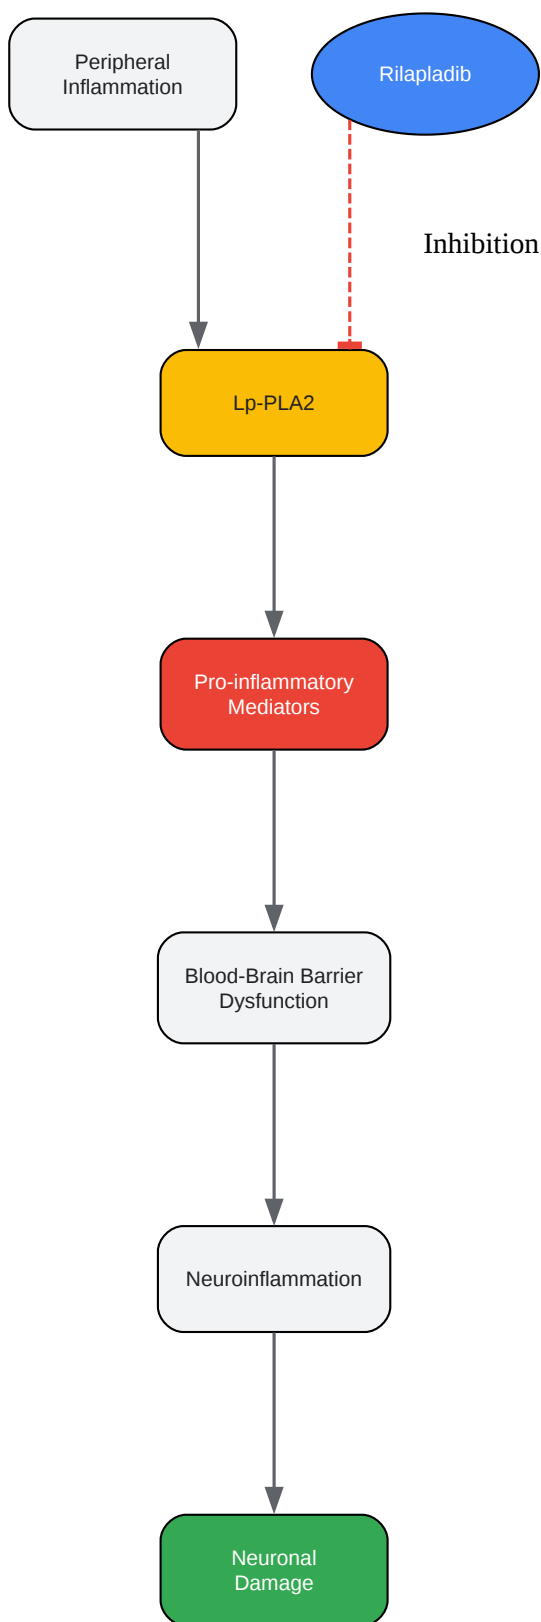 Peripheral
Inflammation
Rilapladib
Inhibition
Lp-PLA2
Pro-inflammatory
Mediators
Blood-Brain Barrier
Dysfunction
Neuroinflammation
Neuronal
Damage